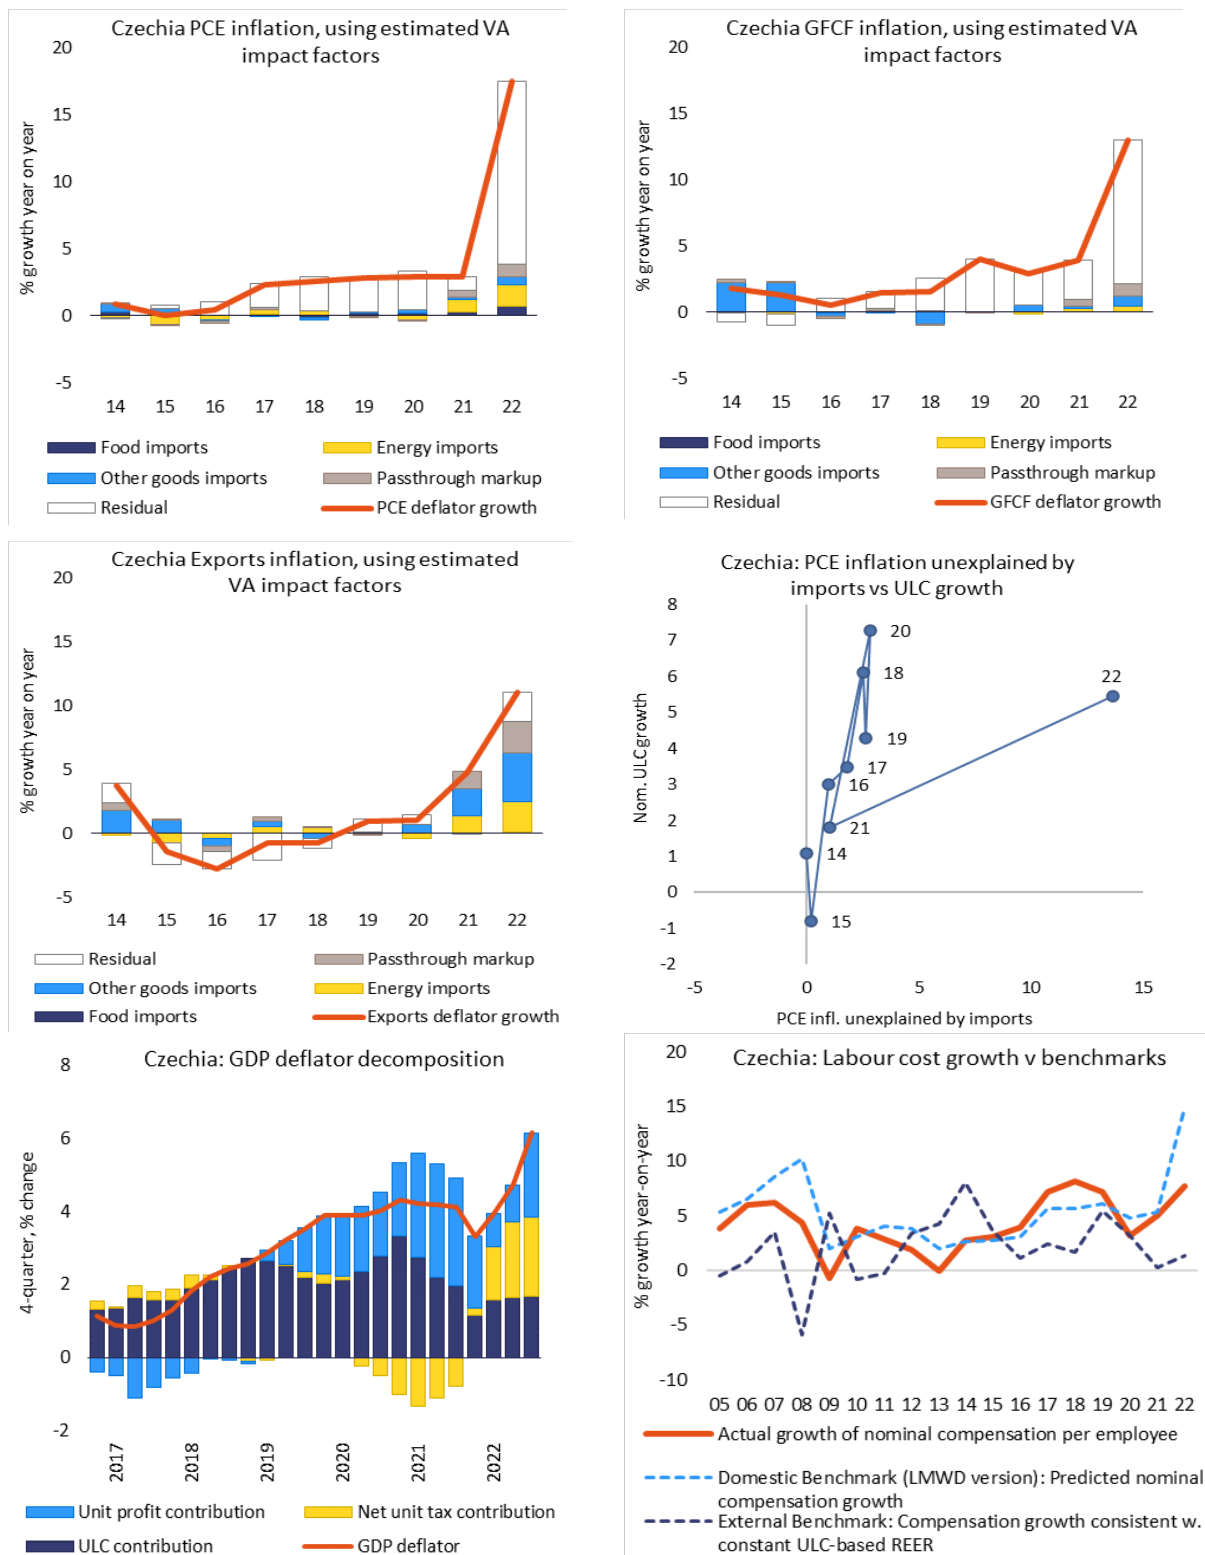 Czechia PCE inflation, using estimated VA
impact factors
% growth year on year
20
15
10
5
0
-5
14 15 16 17 18 19 20 21 22
Food imports Energy imports
Other goods imports Passthrough markup
Residual PCE deflator growth
Czechia GFCF inflation, using estimated VA
impact factors
% growth year on year
20
15
10
5
0
-5
14 15 16 17 18 19 20 21 22
Food imports Energy imports
Other goods imports Passthrough markup
Residual GFCF deflator growth
Czechia Exports inflation, using estimated
VA impact factors
% growth year on year
20
15
10
5
0
-5
14 15 16 17 18 19 20 21 22
Residual Passthrough markup
Other goods imports Energy imports
Food imports Exports deflator growth
Czechia: PCE inflation unexplained by
imports vs ULC growth
Nom. ULC growth
8
7
6
5
4
3
2
1
0
-1
-2
20
18
22
19
17
16
21
14
15
-5 0 5 10 15
PCE infl. unexplained by imports
Czechia: GDP deflator decomposition
4-quarter, % change
8
6
4
2
0
-2
2017 2018 2019 2020 2021 2022
Unit profit contribution Net unit tax contribution
ULC contribution GDP deflator
Czechia: Labour cost growth v benchmarks
% growth year-on-year
20
15
10
5
0
-5
-10
05 06 07 08 09 10 11 12 13 14 15 16 17 18 19 20 21 22
Actual growth of nominal compensation per employee
Domestic Benchmark (LMWD version): Predicted nominal
compensation growth
External Benchmark: Compensation growth consistent w.
constant ULC-based REER